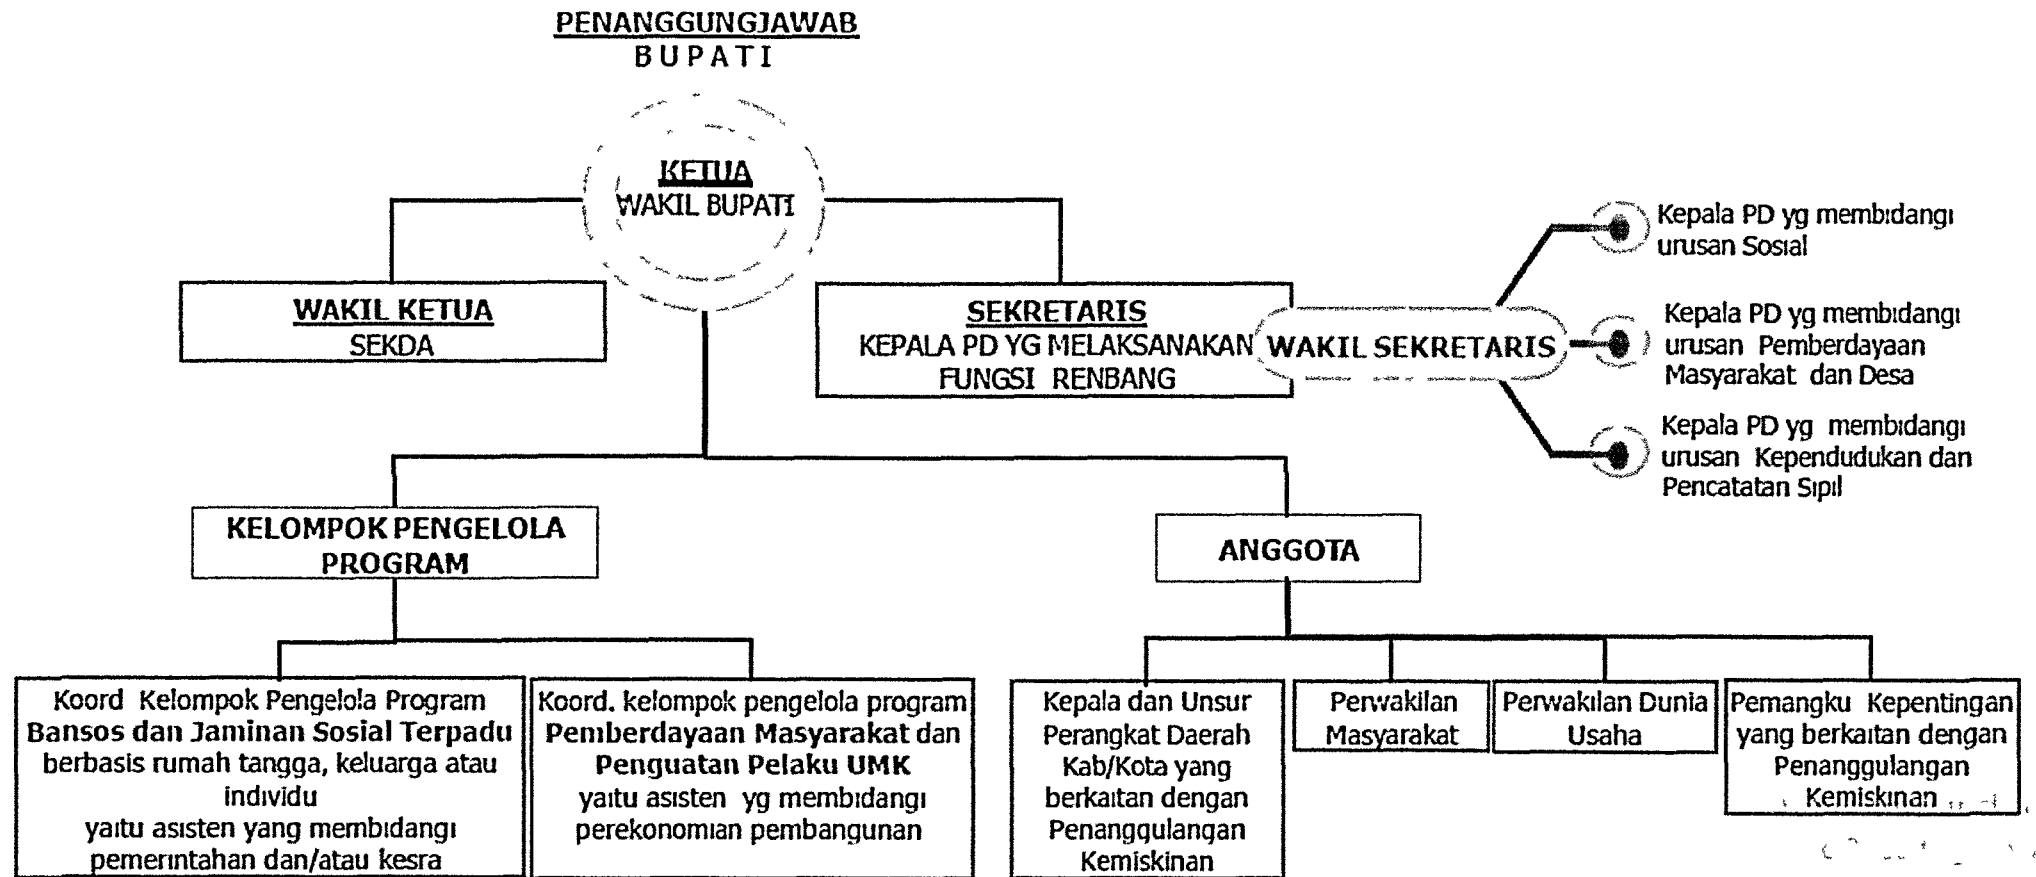 PENANGGUNGJAWAB
BUPATI
KETUA
WAKIL BUPATI
WAKIL KETUA
SEKDA
SEKRETARIS
KEPALA PD YG MELAKSANAKAN
FUNGSI RENBANG
WAKIL SEKRETARIS
Kepala PD yg membidangi
urusan Sosial
Kepala PD yg membidangi
urusan Pemberdayaan
Masyarakat dan Desa
Kepala PD yg membidangi
urusan Kependudukan dan
Pencatatan Sipil
KELOMPOK PENGELOLA
PROGRAM
ANGGOTA
Koord Kelompok Pengelola Program
Bansos dan Jaminan Sosial Terpadu
berbasis rumah tangga, keluarga atau
individu
yaitu asisten yang membidangi
pemerintahan dan/atau kesra
Koord. kelompok pengelola program
Pemberdayaan Masyarakat dan
Penguatan Pelaku UMK
yaitu asisten yg membidangi
perekonomian pembangunan
Kepala dan Unsur
Perangkat Daerah
Kab/Kota yang
berkaitan dengan
Penanggulangan
Kemiskinan
Perwakilan
Masyarakat
Perwakilan Dunia
Usaha
Pemangku Kepentingan
yang berkaitan dengan
Penanggulangan
Kemiskinan